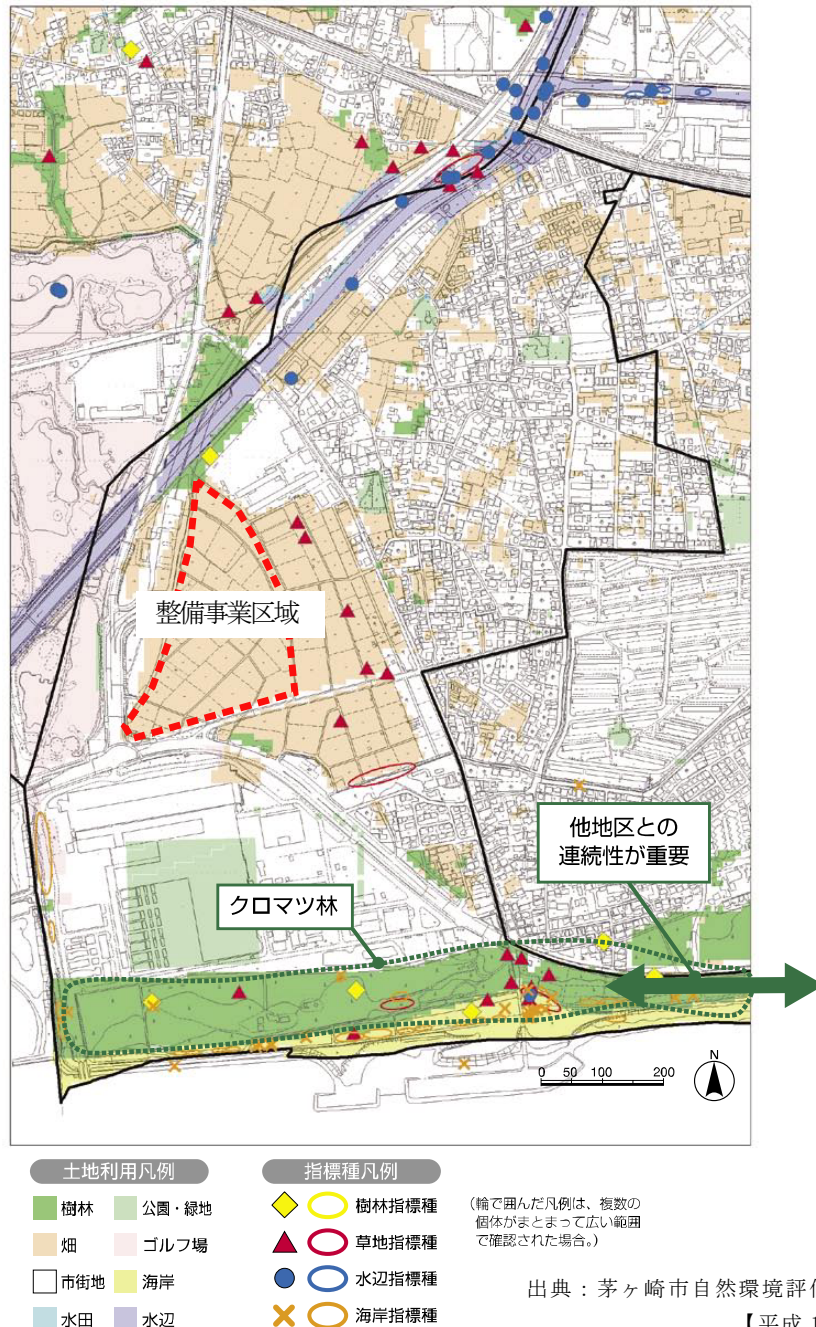 整備事業区域
他地区との
連続性が重要
クロマツ林
N
0 50 100 200
土地利用凡例
樹林
公園・緑地
畑
ゴルフ場
市街地
海岸
水田
水辺
指標種凡例
樹林指標種
草地指標種
水辺指標種
海岸指標種
(輪で囲んだ凡例は、複数の
個体がまとまって広い範囲
で確認された場合。)
出典：茅ヶ崎市自然環境評価
【平成